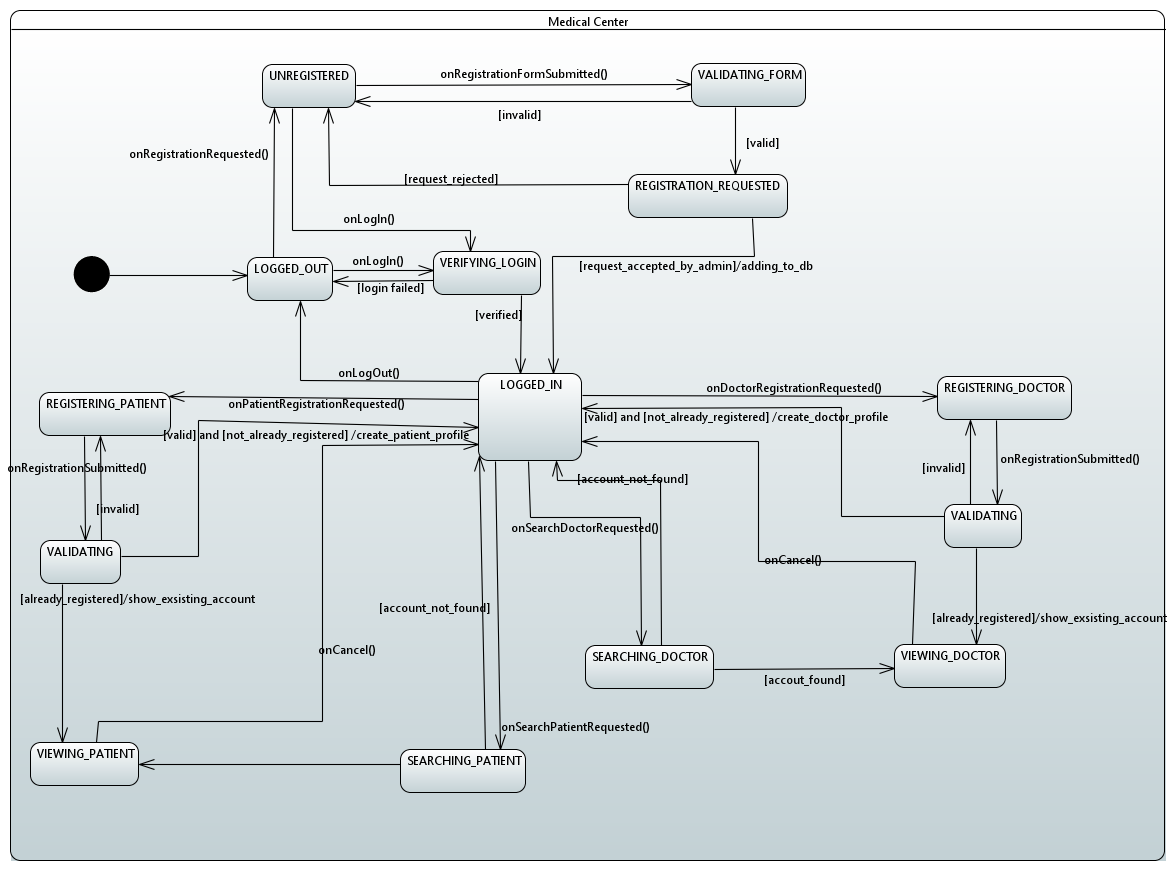 Medical Center
UNREGISTERED
onRegistrationFormSubmitted()
VALIDATING_FORM
[invalid]
[valid]
onRegistrationRequested()
[request_rejected]
REGISTRATION_REQUESTED
onLogIn()
LOGGED_OUT
onLogIn()
VERIFYING_LOGIN
[request_accepted_by_admin]/adding_to_db
[login failed]
[verified]
onLogOut()
LOGGED_IN
onDoctorRegistrationRequested()
REGISTERING_DOCTOR
REGISTERING_PATIENT
onPatientRegistrationRequested()
[valid] and [not_already_registered] /create_doctor_profile
[valid] and [not_already_registered] /create_patient_profile
onRegistrationSubmitted()
[invalid]
onRegistrationSubmitted()
[account_not_found]
[invalid]
VALIDATING
onSearchDoctorRequested()
VALIDATING
onCancel()
[already_registered]/show_exsisting_account
[account_not_found]
[already_registered]/show_exsisting_account
onCancel()
SEARCHING_DOCTOR
VIEWING_DOCTOR
[accout_found]
onSearchPatientRequested()
VIEWING_PATIENT
SEARCHING_PATIENT